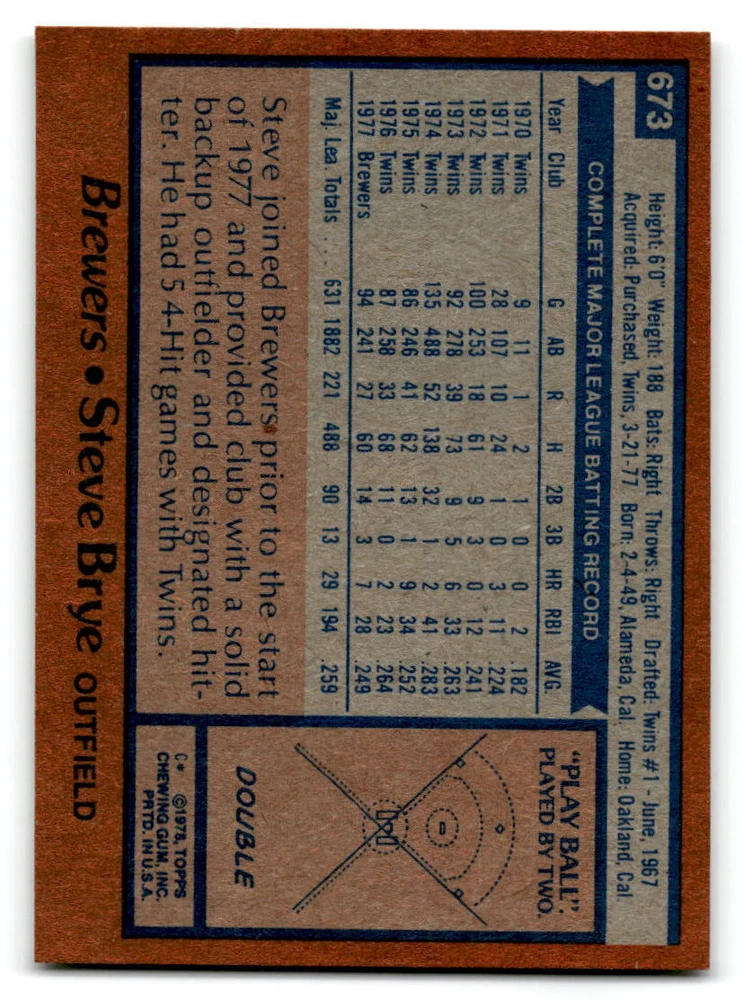 673
Height: 6'0" Weight: 188 Bats: Right Throws: Right Drafted: Twins #1 - June, 1967
Acquired: Purchased, Twins, 3-21-77 Born: 2-4-49, Alameda, Cal. Home: Oakland, Cal
COMPLETE MAJOR LEAGUE BATTING RECORD
Year Club G AB R H 2B 3B HR RBI AVG.
1970 Twins 9 11 1 2 1 0 0 2 .182
1971 Twins 28 107 10 24 1 0 3 11 .224
1972 Twins 100 253 18 61 9 3 0 12 .241
1973 Twins 92 278 39 73 9 5 6 33 .263
1974 Twins 135 488 52 138 32 1 2 41 .283
1975 Twins 86 246 41 62 13 1 9 34 .252
1976 Twins 87 258 33 68 11 0 2 23 .264
1977 Brewers 94 241 27 60 14 3 7 28 .249
Maj. Lea. Totals ... 631 1882 221 488 90 13 29 194 .259
Steve joined Brewers prior to the start
of 1977 and provided club with a solid
backup outfielder and designated hit-
ter. He had 5 4-Hit games with Twins.
"PLAY BALL".
PLAYED BY TWO.
DOUBLE
C* ©1978, TOPPS
CHEWING GUM, INC.
PRTD. IN U.S.A.
Brewers • Steve Brye OUTFIELD